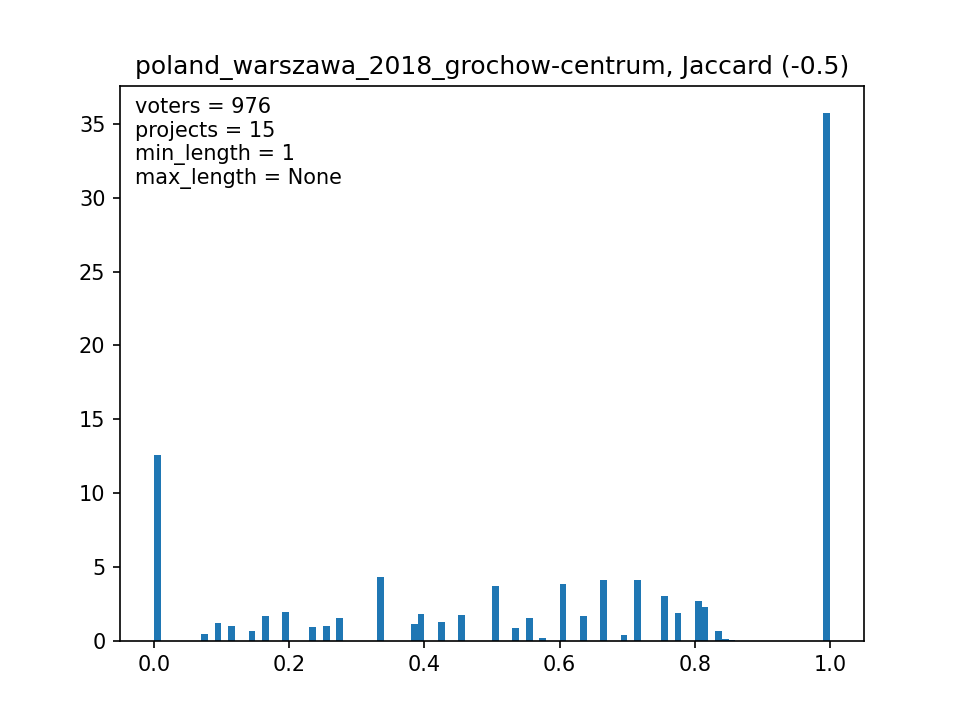 poland_warszawa_2018_grochow-centrum, Jaccard (-0.5)
voters = 976
projects = 15
min_length = 1
max_length = None
35
30
25
20
15
10
5
0
0.0 0.2 0.4 0.6 0.8 1.0